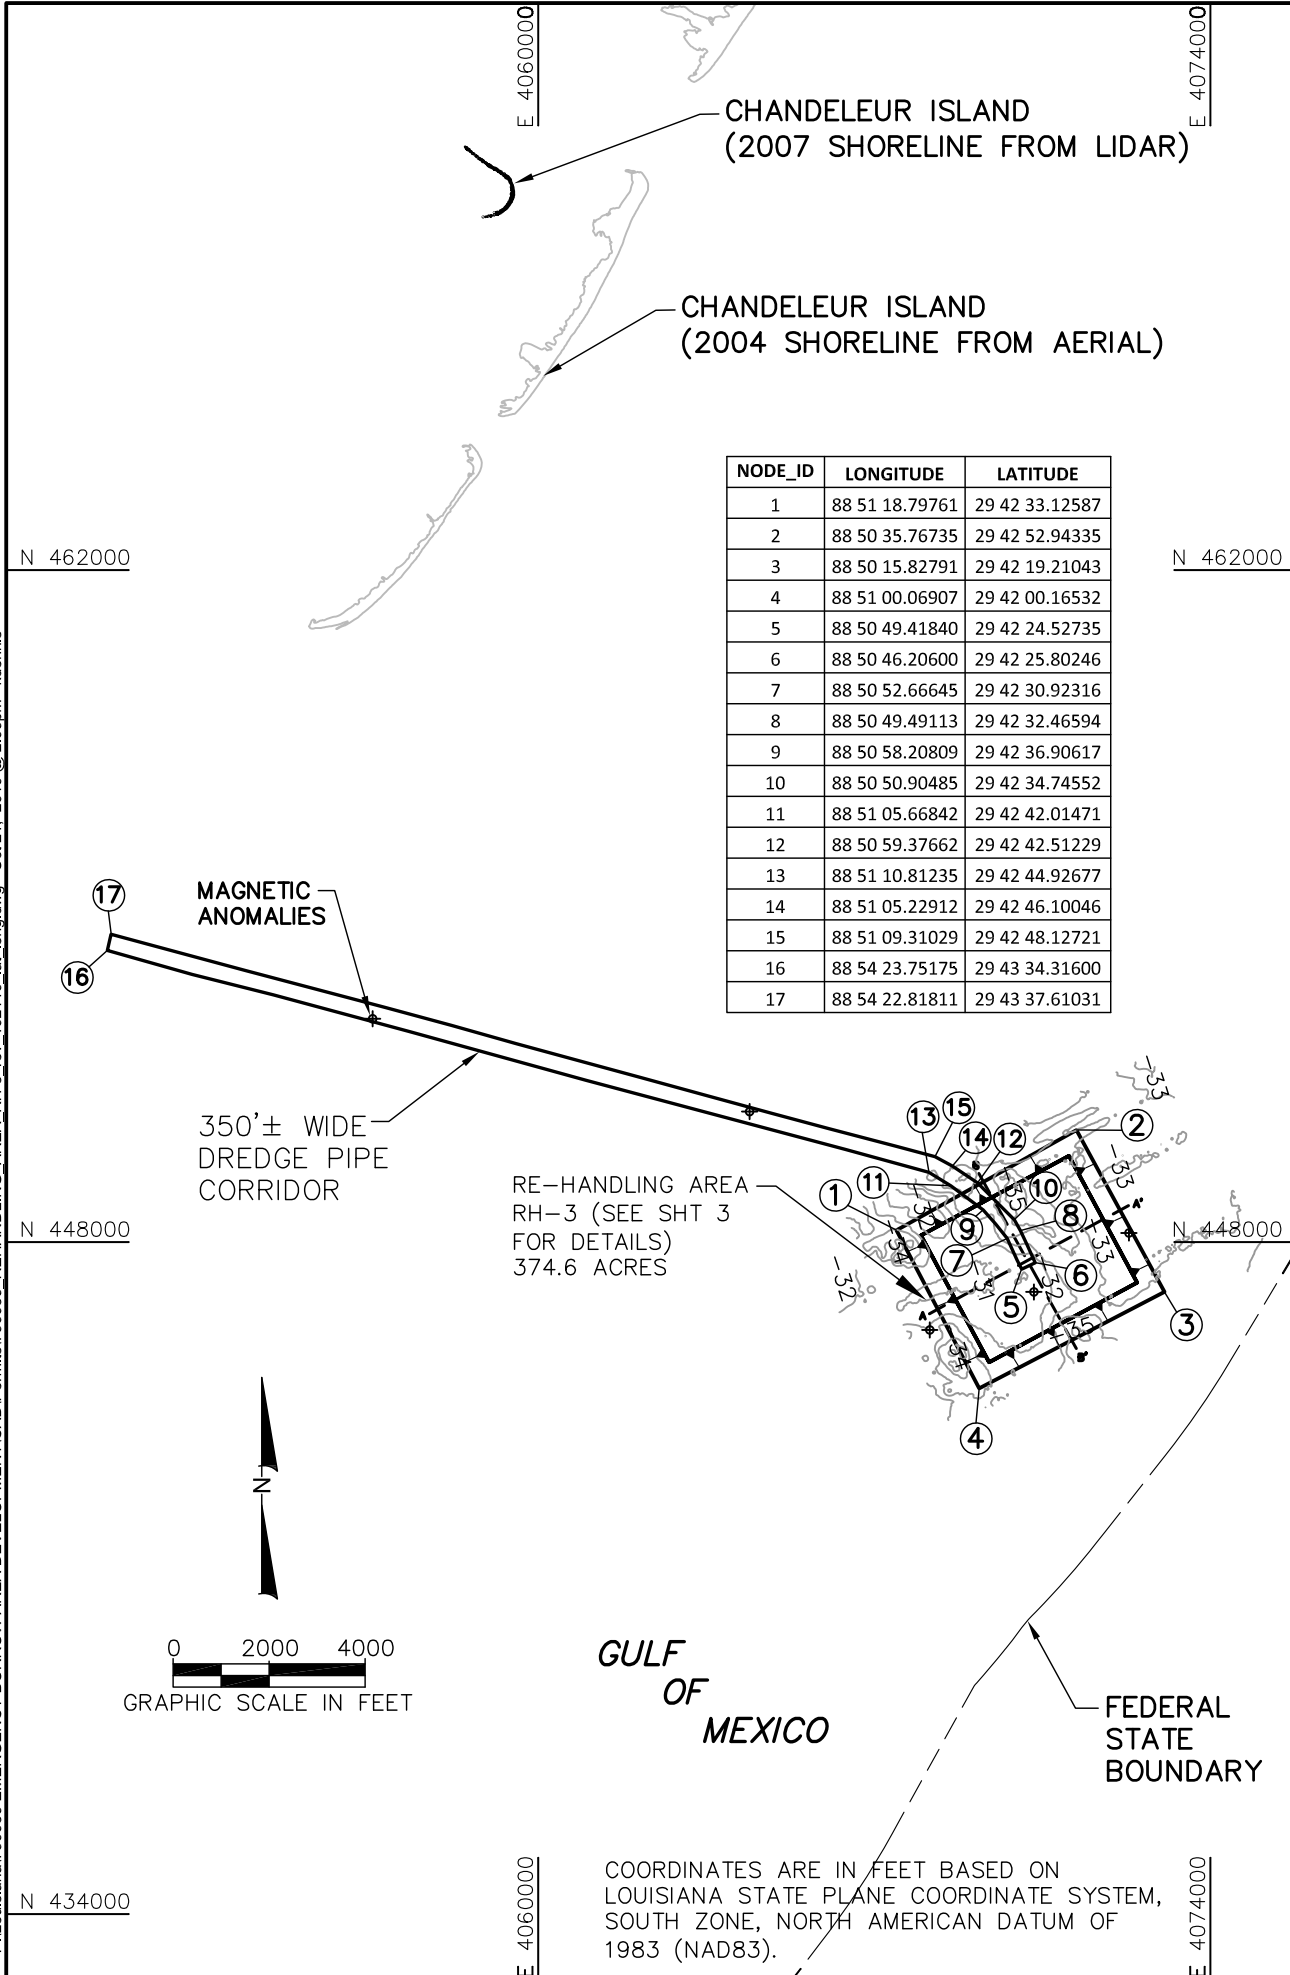 E 4060000
E 4074000
CHANDELEUR ISLAND
(2007 SHORELINE FROM LIDAR)
CHANDELEUR ISLAND
(2004 SHORELINE FROM AERIAL)
NODE_ID LONGITUDE LATITUDE
1 88 51 18.79761 29 42 33.12587
2 88 50 35.76735 29 42 52.94335
3 88 50 15.82791 29 42 19.21043
4 88 51 00.06907 29 42 00.16532
5 88 50 49.41840 29 42 24.52735
6 88 50 46.20600 29 42 25.80246
7 88 50 52.66645 29 42 30.92316
8 88 50 49.49113 29 42 32.46594
9 88 50 58.20809 29 42 36.90617
10 88 50 50.90485 29 42 34.74552
11 88 51 05.66842 29 42 42.01471
12 88 50 59.37662 29 42 42.51229
13 88 51 10.81235 29 42 44.92677
14 88 51 05.22912 29 42 46.10046
15 88 51 09.31029 29 42 48.12721
16 88 54 23.75175 29 43 34.31600
17 88 54 22.81811 29 43 37.61031
N 462000
N 462000
17
16
MAGNETIC
ANOMALIES
350'± WIDE
DREDGE PIPE
CORRIDOR
RE-HANDLING AREA
RH-3 (SEE SHT 3
FOR DETAILS)
374.6 ACRES
13
15
14
12
2
11
1
10
9
8
7
6
5
3
4
-33
-33
-32
-34
-32
-35
-33
-31
-32
-35
-34
A
A'
B
B'
N 448000
N 448000
N
0 2000 4000
GRAPHIC SCALE IN FEET
GULF
OF
MEXICO
FEDERAL
STATE
BOUNDARY
N 434000
E 4060000
COORDINATES ARE IN FEET BASED ON
LOUISIANA STATE PLANE COORDINATE SYSTEM,
SOUTH ZONE, NORTH AMERICAN DATUM OF
1983 (NAD83).
E 4074000